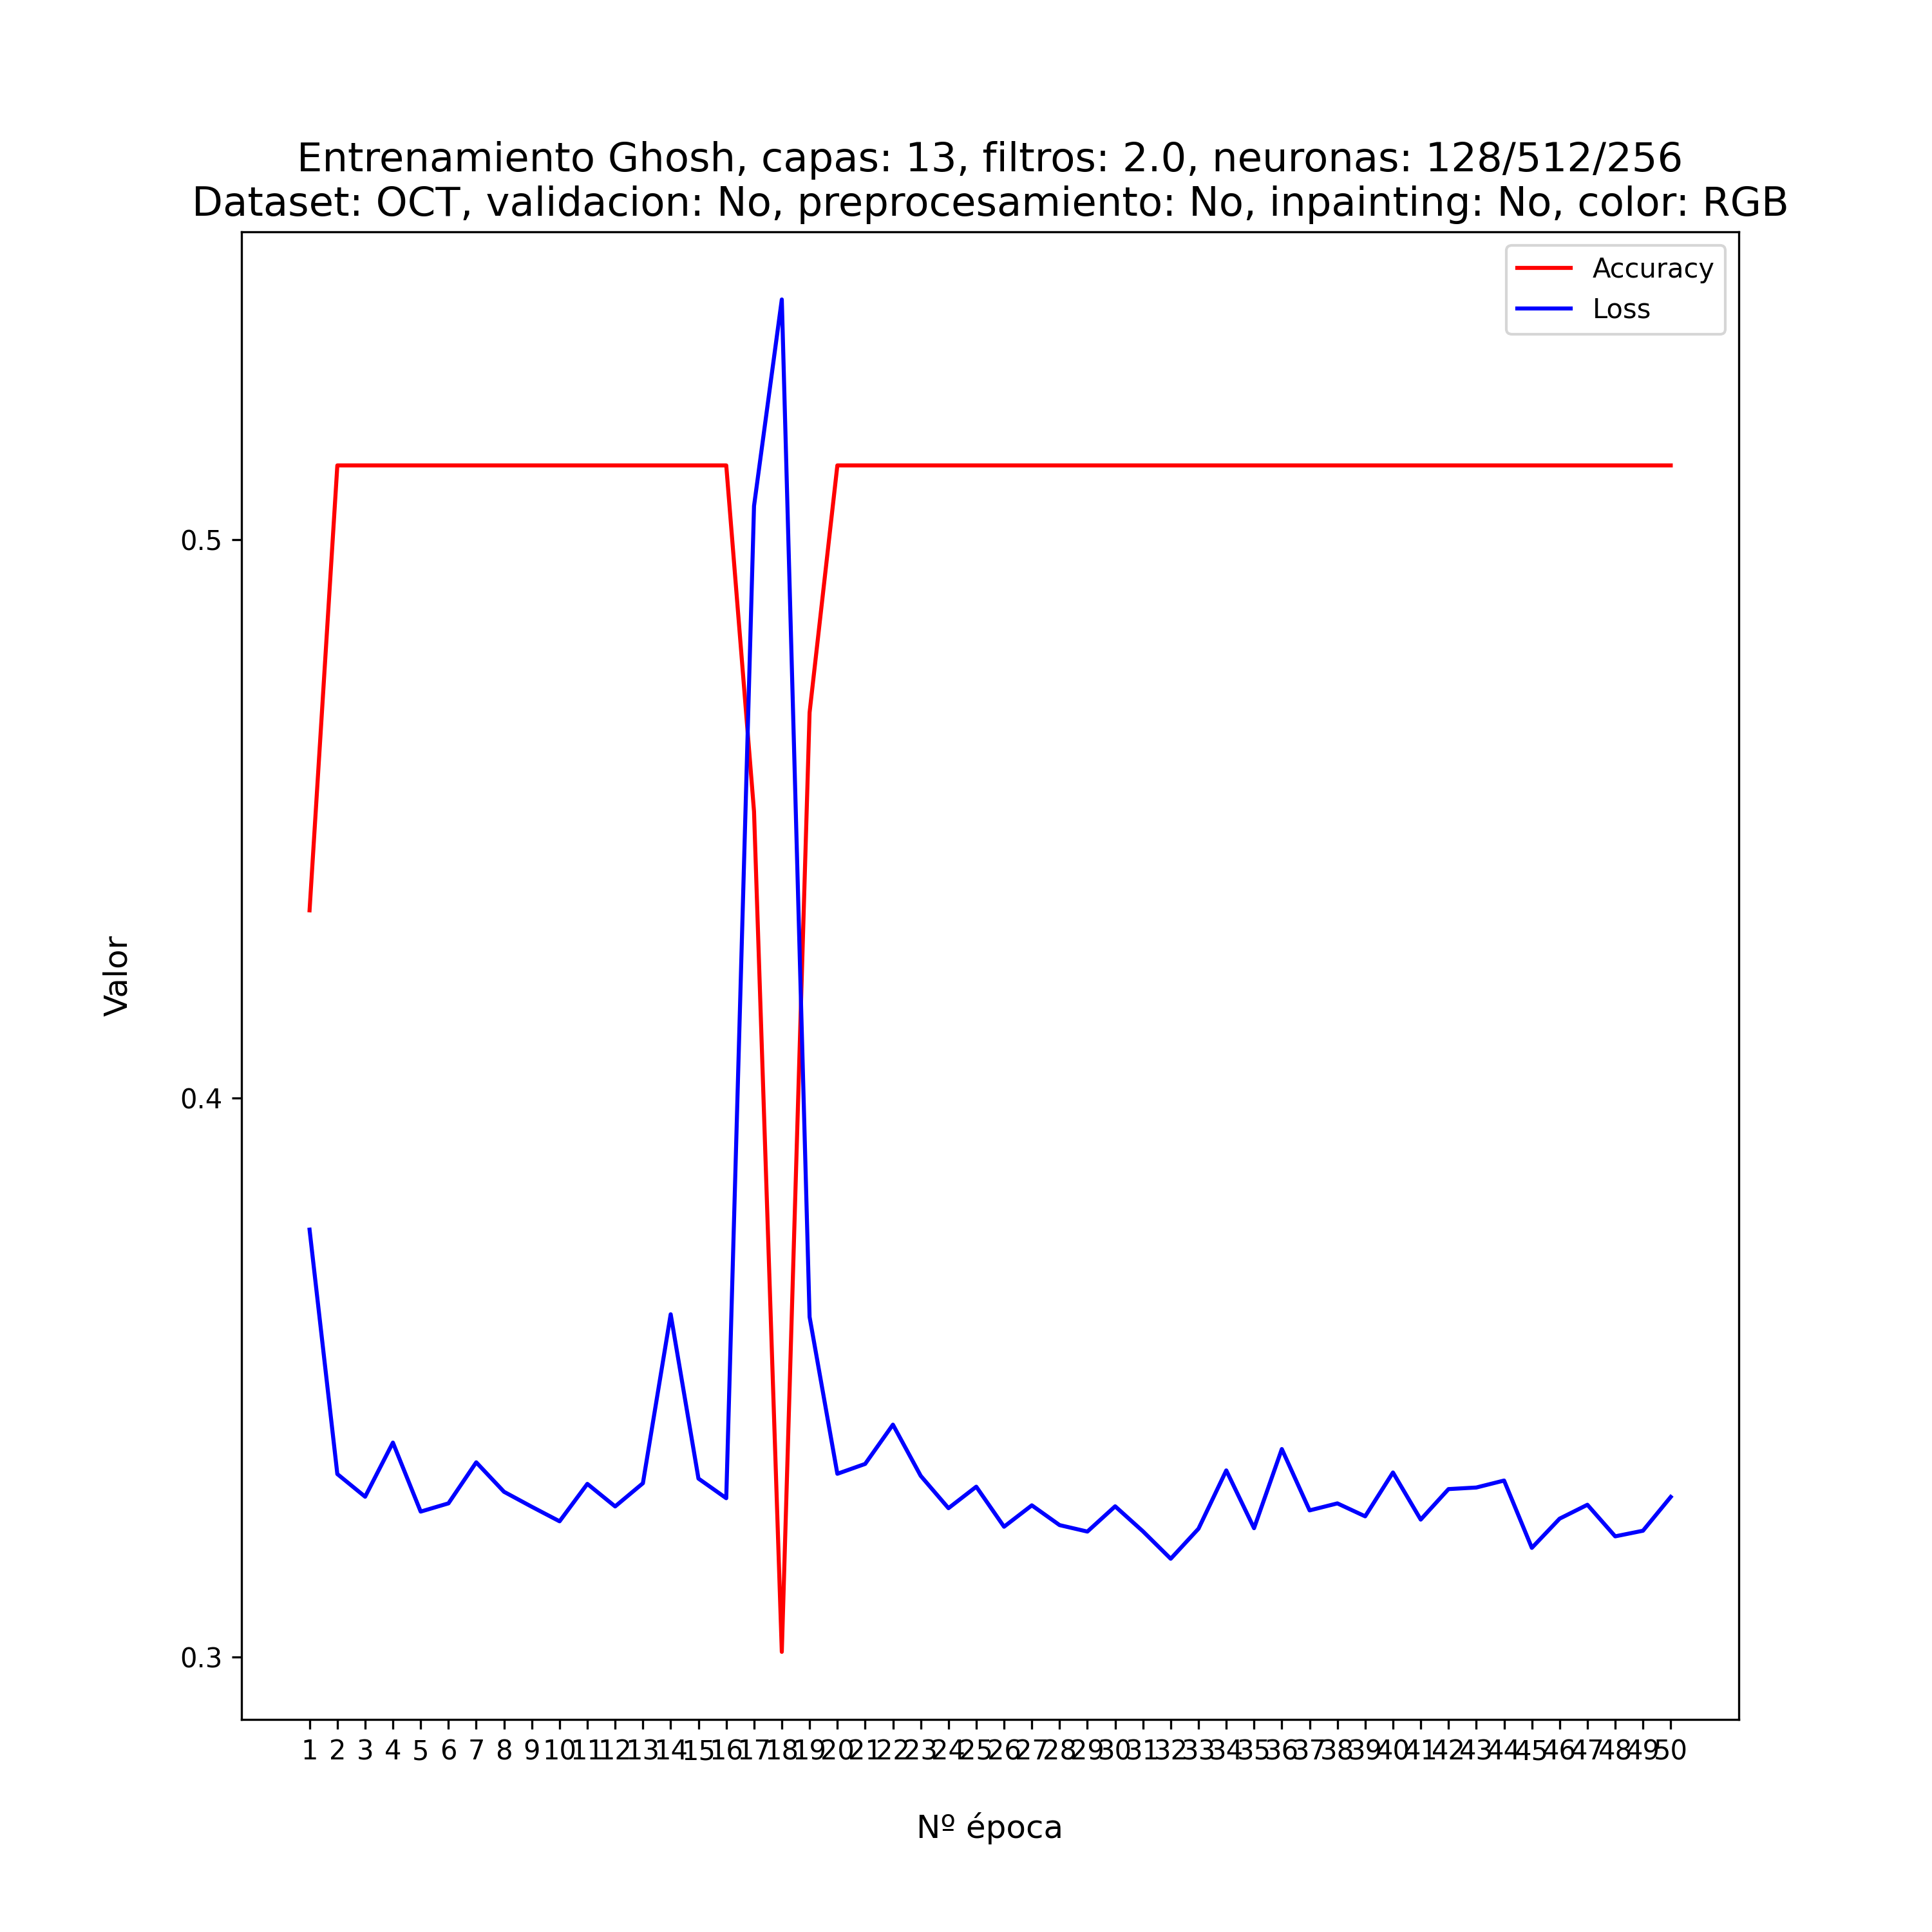 Entrenamiento Ghosh, capas: 13, filtros: 2.0, neuronas: 128/512/256
Dataset: OCT, validacion: No, preprocesamiento: No, inpainting: No, color: RGB
Accuracy
Loss
0.5
0.4
0.3
Valor
1 2 3 4 5 6 7 8 9 10 11 12 13 14 15 16 17 18 19 20 21 22 23 24 25 26 27 28 29 30 31 32 33 34 35 36 37 38 39 40 41 42 43 44 45 46 47 48 49 50
Nº época